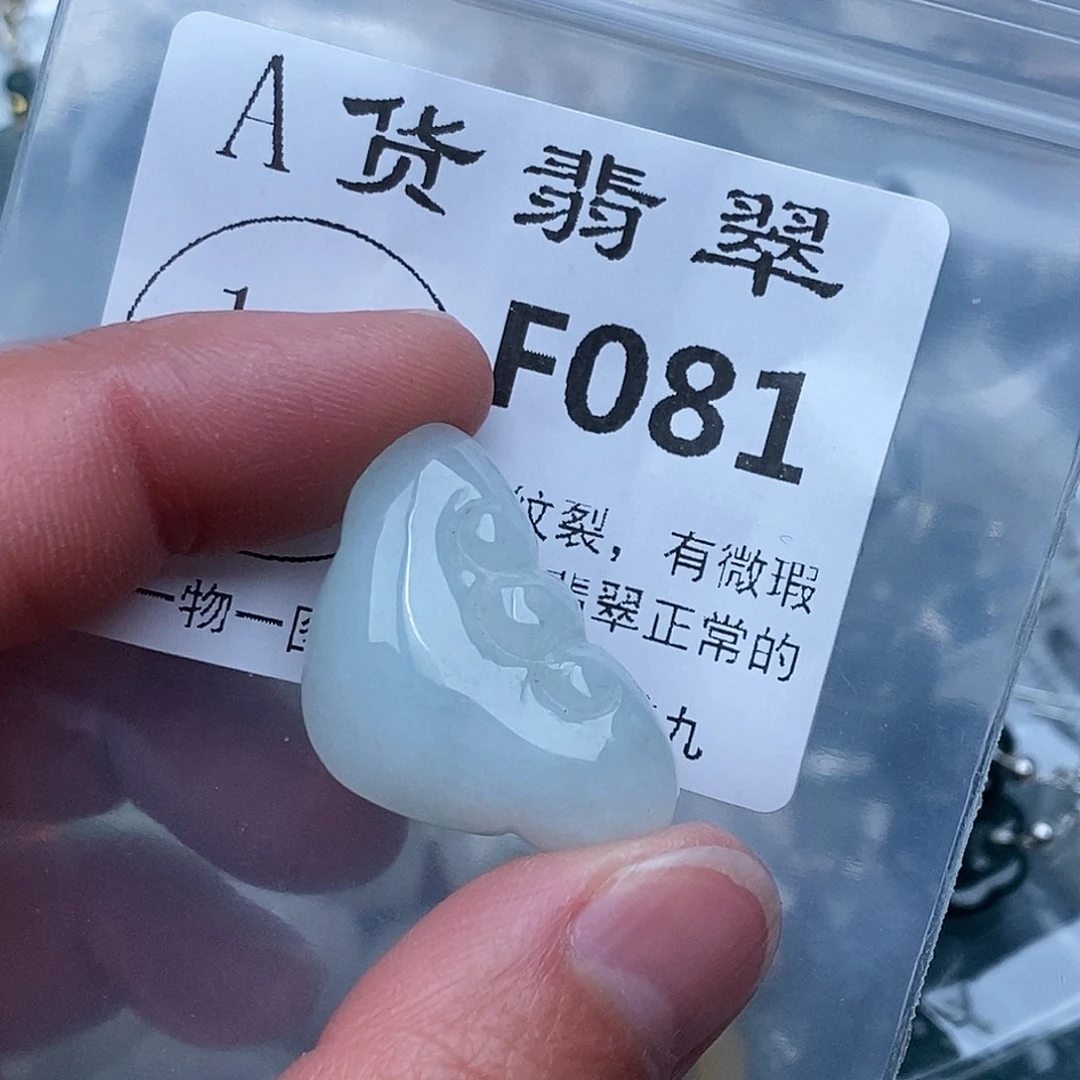 A货翡翠
F081
纹裂，有微瑕
翡翠正常的
一物一图
九